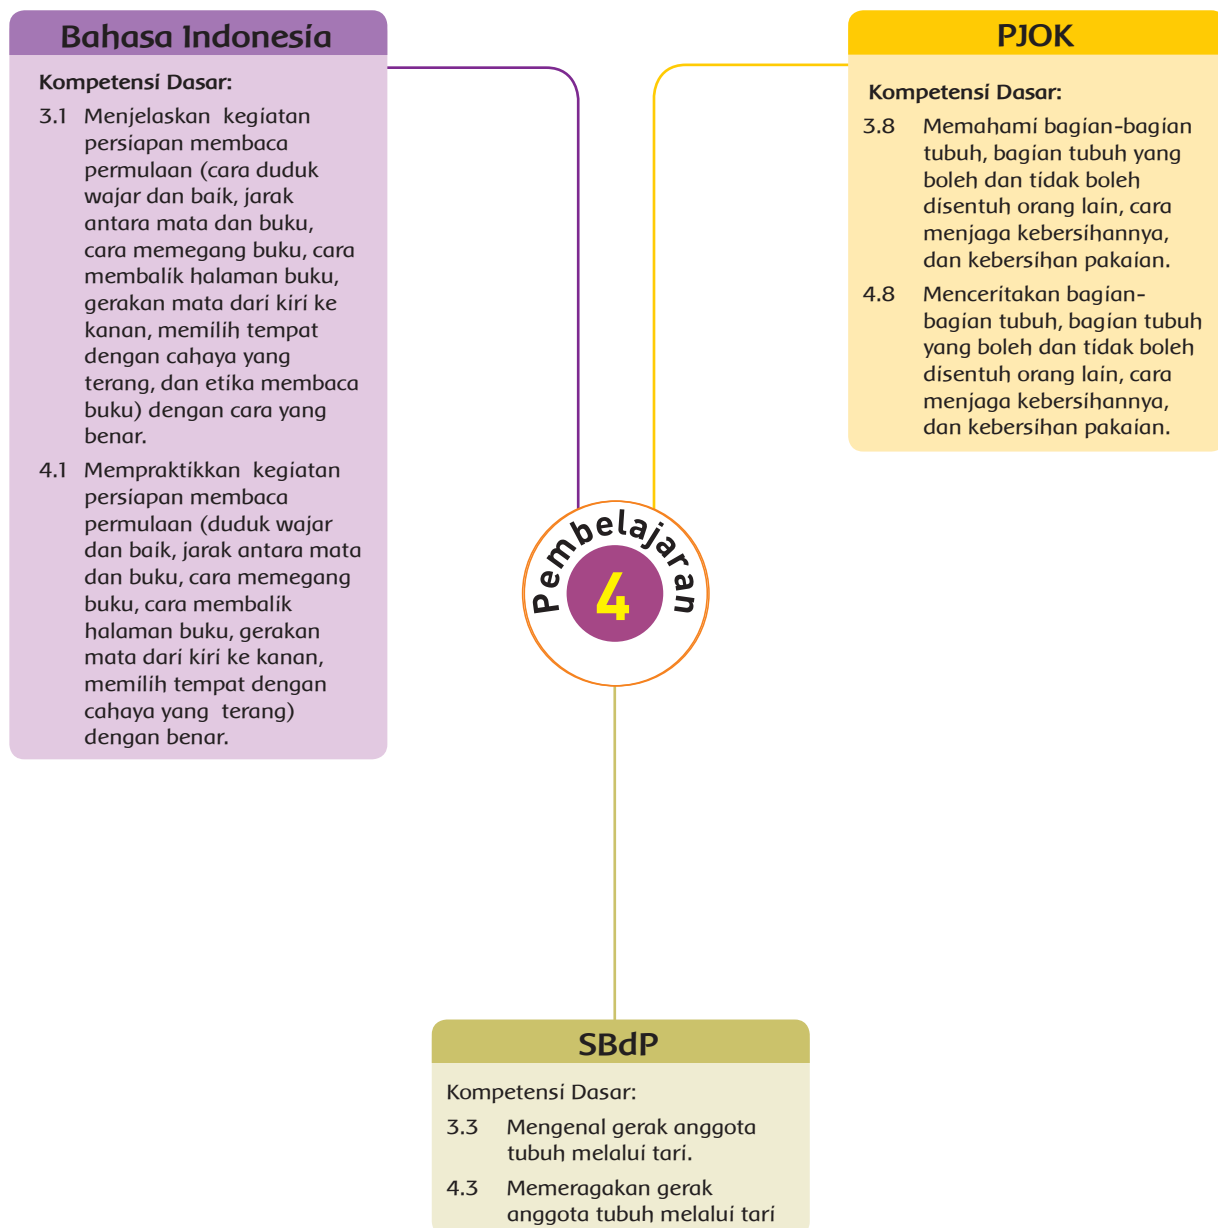 Bahasa Indonesia
Kompetensi Dasar:
3.1 Menjelaskan kegiatan
persiapan membaca
permulaan (cara duduk
wajar dan baik, jarak
antara mata dan buku,
cara memegang buku, cara
membalik halaman buku,
gerakan mata dari kiri ke
kanan, memilih tempat
dengan cahaya yang
terang, dan etika membaca
buku) dengan cara yang
benar.
4.1 Mempraktikkan kegiatan
persiapan membaca
permulaan (duduk wajar
dan baik, jarak antara mata
dan buku, cara memegang
buku, cara membalik
halaman buku, gerakan
mata dari kiri ke kanan,
memilih tempat dengan
cahaya yang terang)
dengan benar.
PJOK
Kompetensi Dasar:
3.8 Memahami bagian-bagian
tubuh, bagian tubuh yang
boleh dan tidak boleh
disentuh orang lain, cara
menjaga kebersihannya,
dan kebersihan pakaian.
4.8 Menceritakan bagian-
bagian tubuh, bagian tubuh
yang boleh dan tidak boleh
disentuh orang lain, cara
menjaga kebersihannya,
dan kebersihan pakaian.
Pembelajaran
4
SBdP
Kompetensi Dasar:
3.3 Mengenal gerak anggota
tubuh melalui tari.
4.3 Memeragakan gerak
anggota tubuh melalui tari